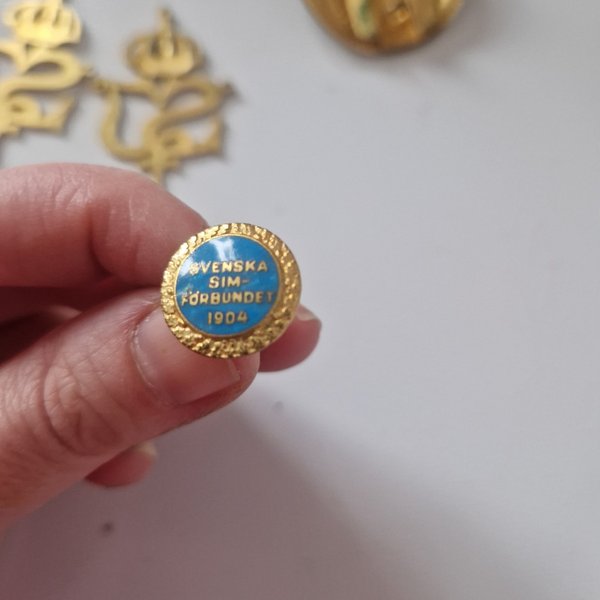 SVENSKA
SIM-
FÖRBUNDET
1904